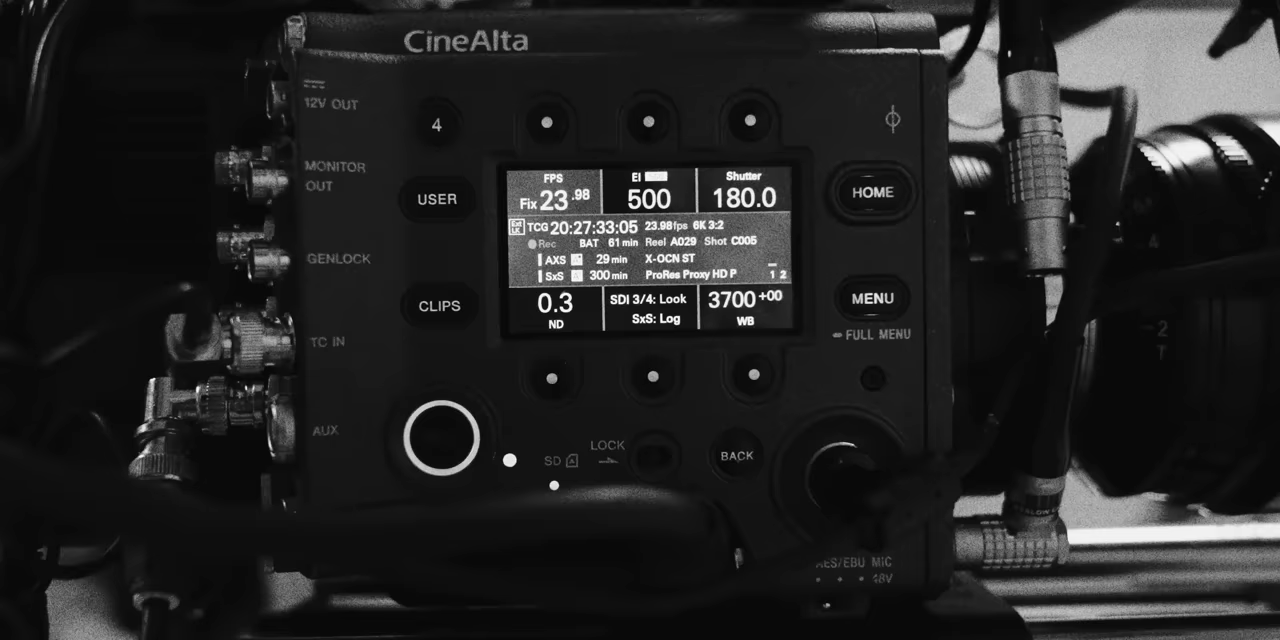 CineAlta
12V OUT
4
MONITOR
OUT
USER
HOME
FPS
EI
Shutter
Fix 23.98
500
180.0
Ext
TCG 20:27:33:05 23.98fps 6K 3:2
Rec BAT 61 min Reel A029 Shot C005
AXS A 29 min X-OCN ST
SxS A 300 min ProRes Proxy HD P 1 2
GENLOCK
CLIPS
MENU
0.3
ND
SDI 3/4: Look
SxS: Log
3700 +00
WB
FULL MENU
TC IN
AUX
SD A
LOCK
BACK
AES/EBU MIC
48V
2
T